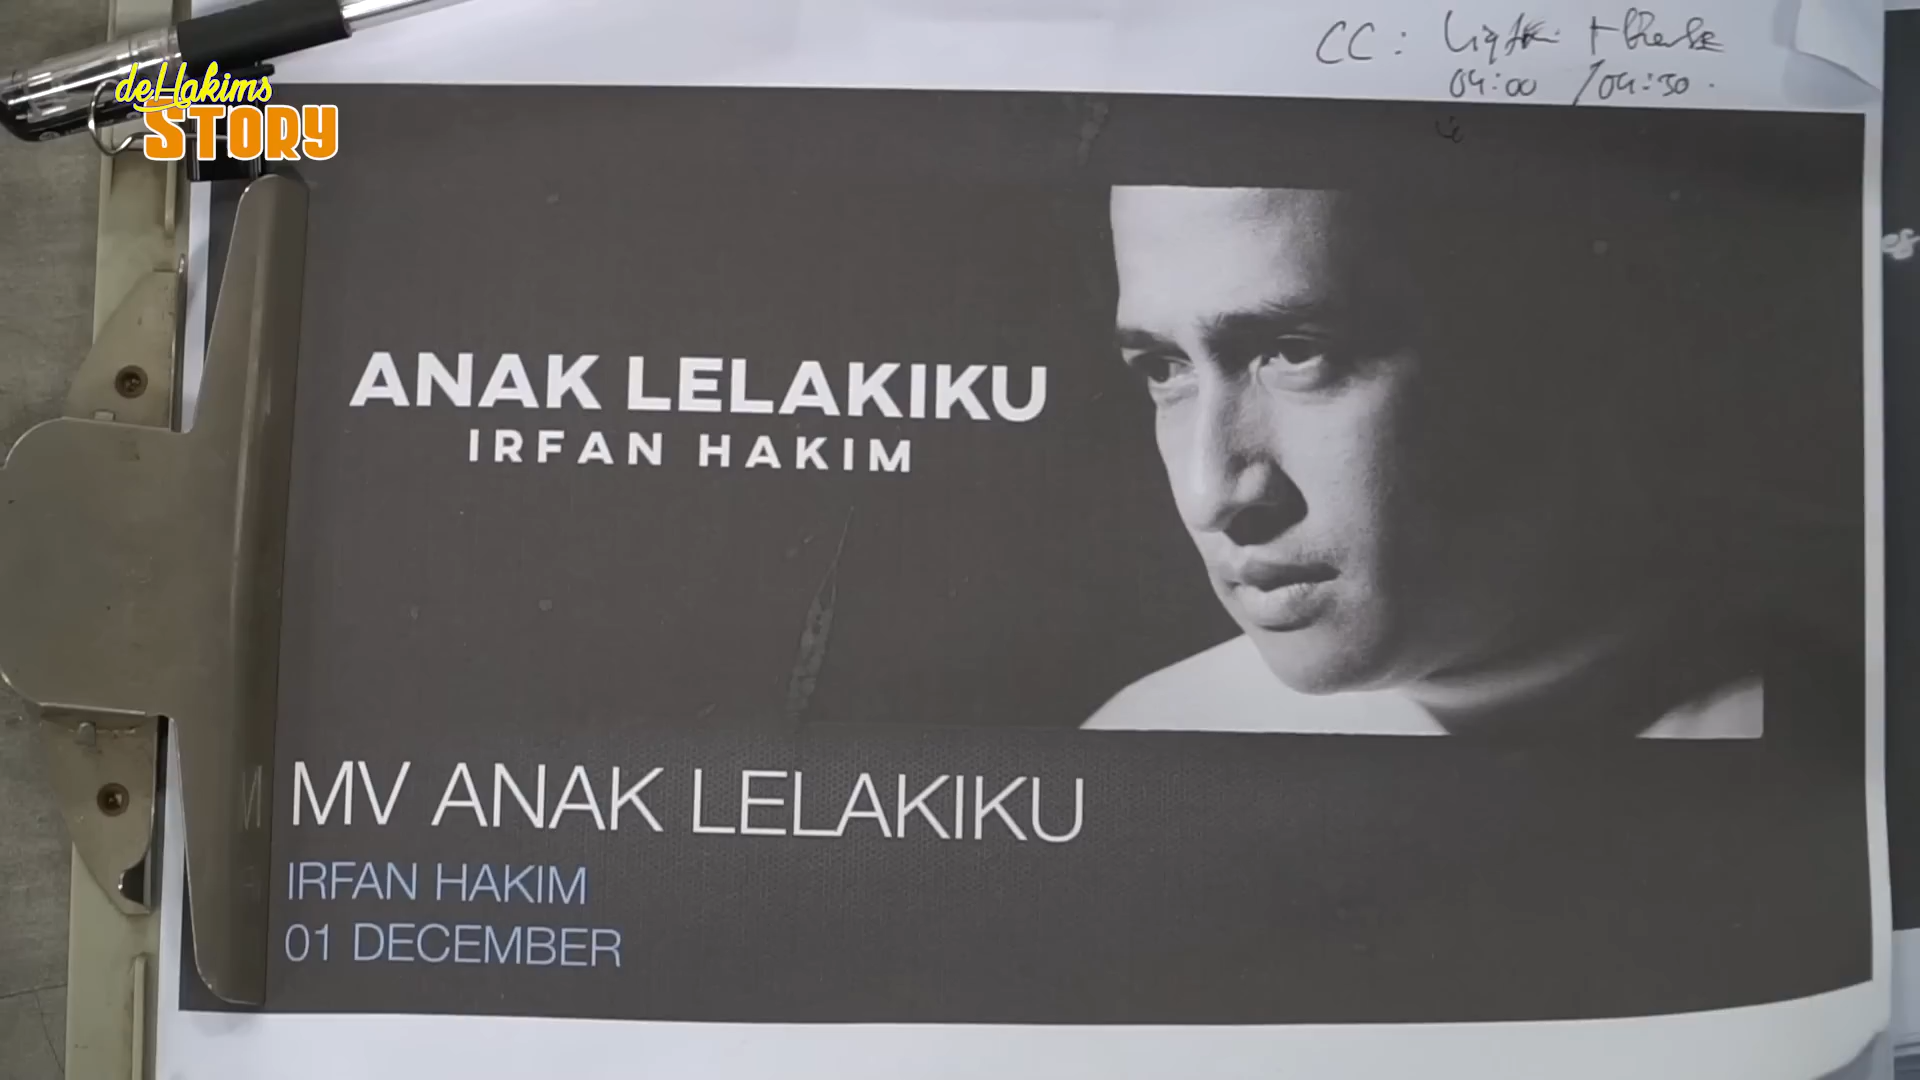 CC:
04:00 / 04:30.
deHakims
STORY
ANAK LELAKIKU
IRFAN HAKIM
MV ANAK LELAKIKU
IRFAN HAKIM
01 DECEMBER